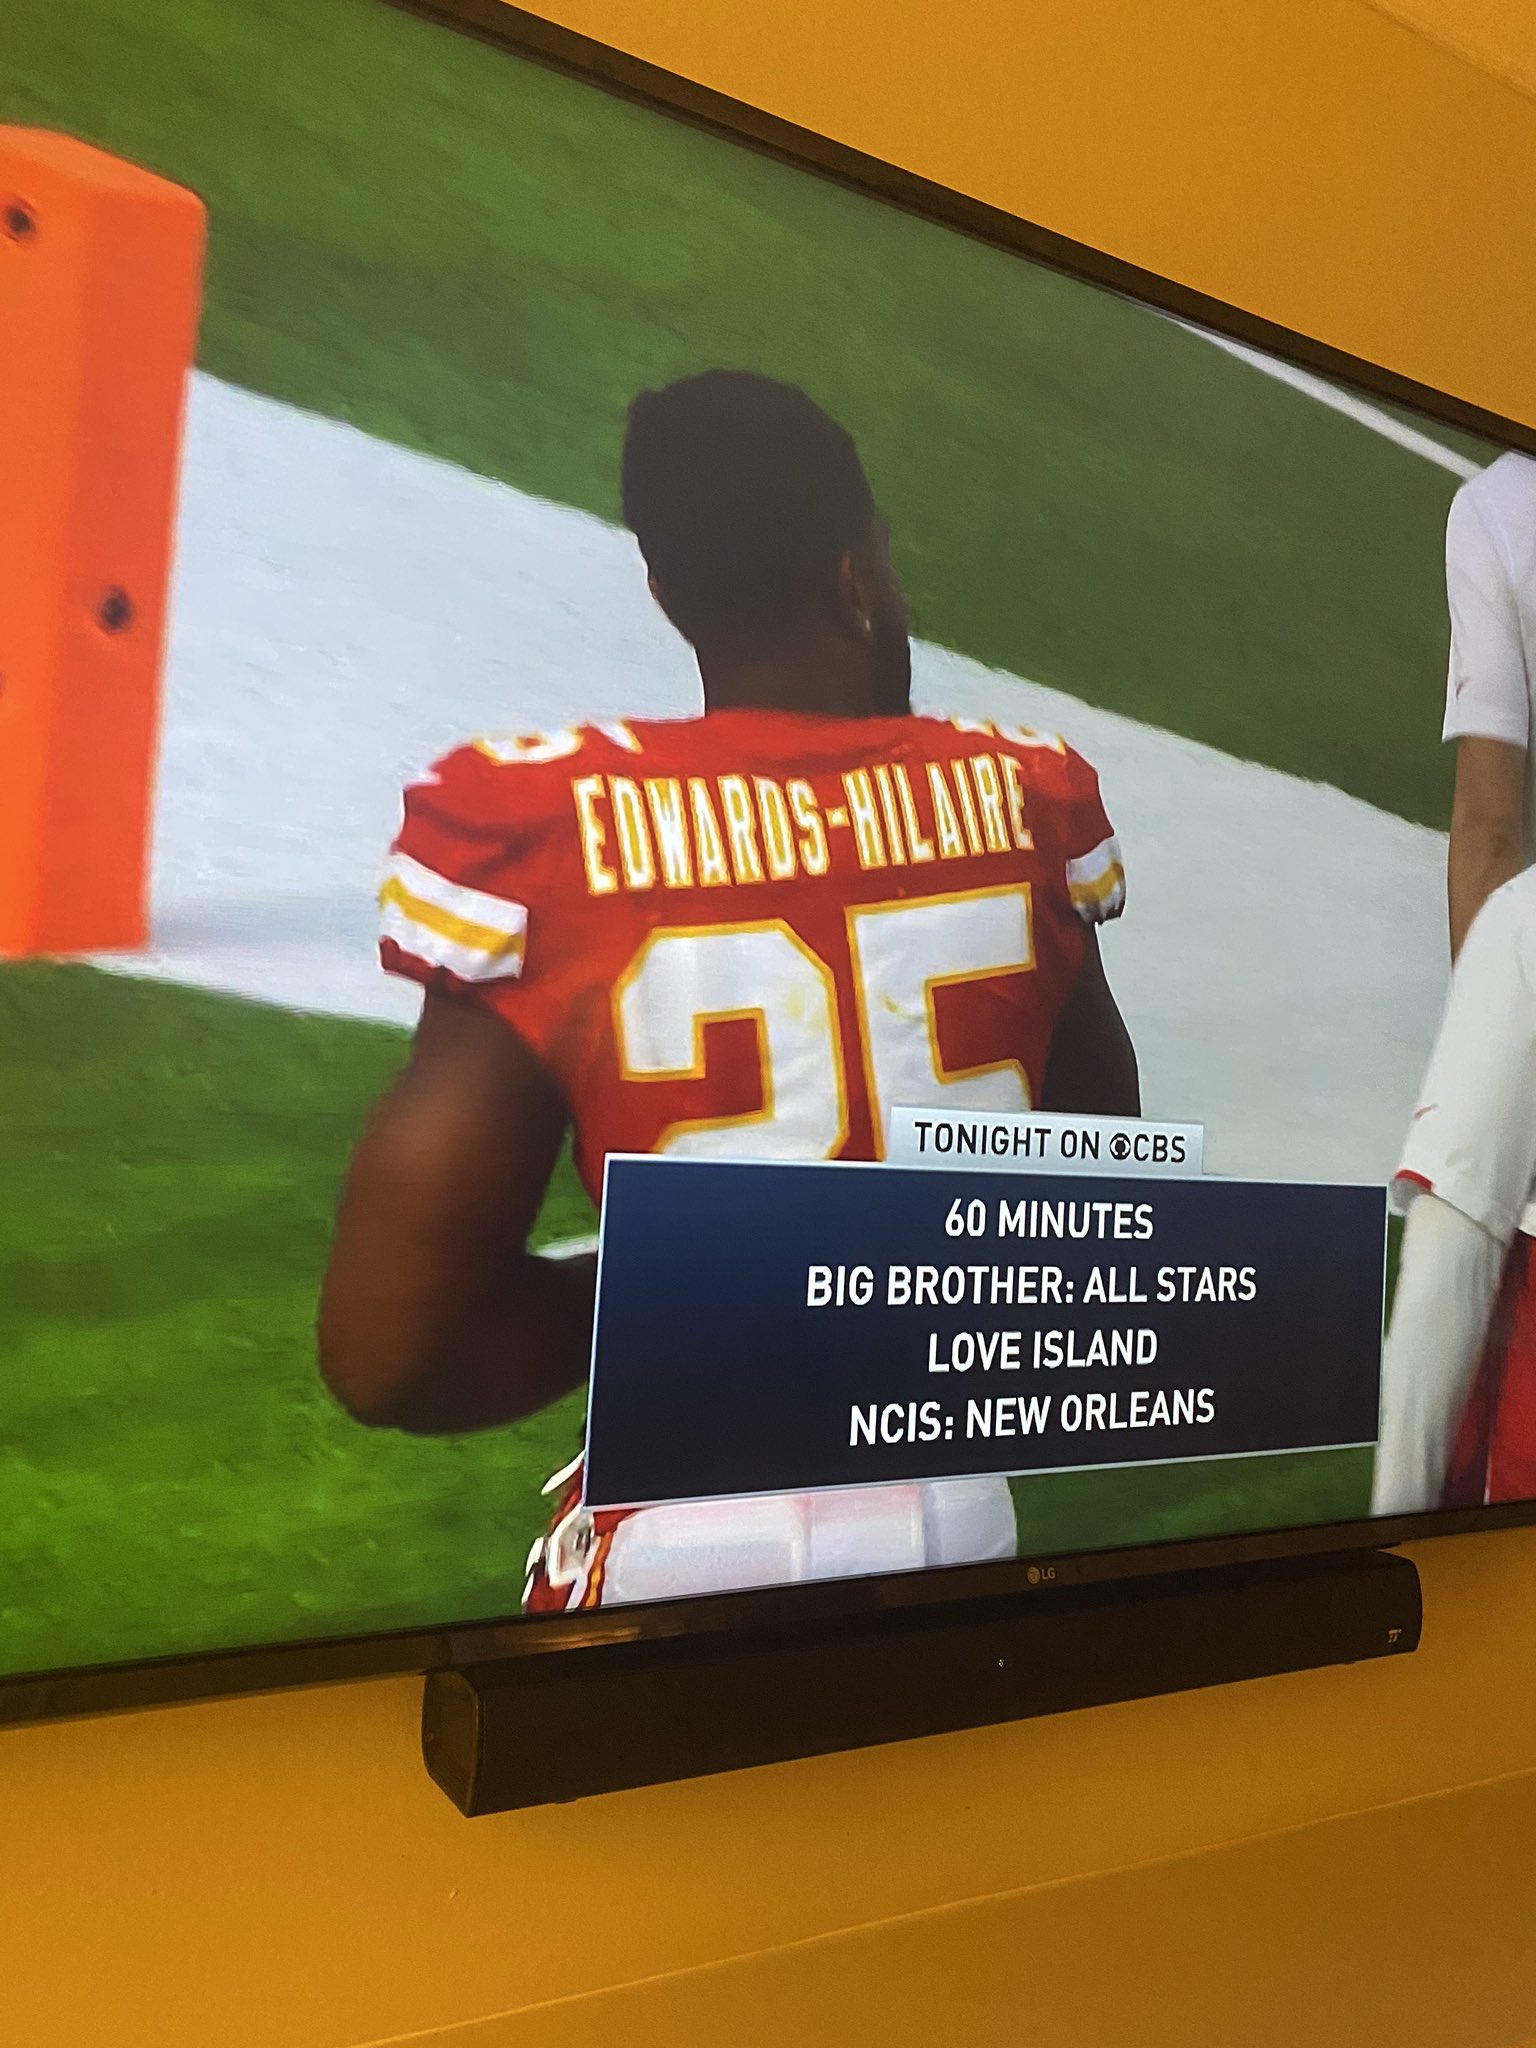 EDWARDS-HILAIRE
25
TONIGHT ON CBS
60 MINUTES
BIG BROTHER: ALL STARS
LOVE ISLAND
NCIS: NEW ORLEANS
LG